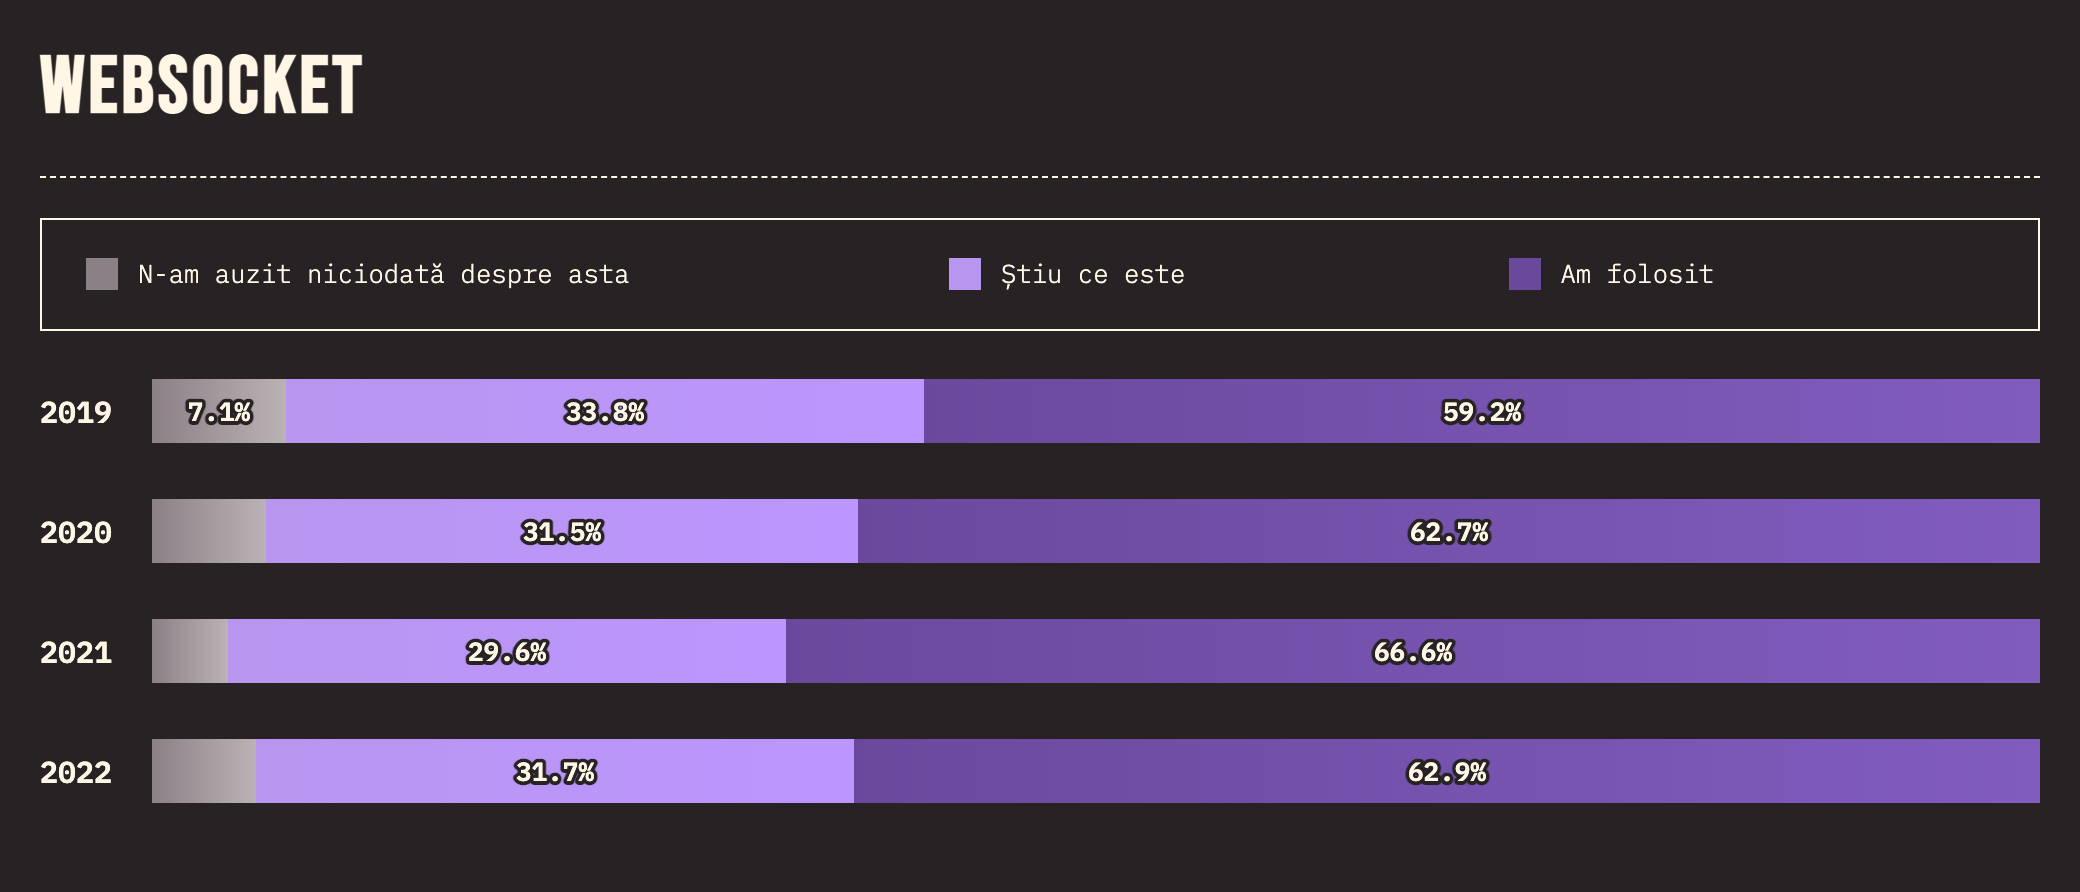 WEBSOCKET
N-am auzit niciodată despre asta Știu ce este Am folosit
2019 7.1% 33.8% 59.2%
2020 31.5% 62.7%
2021 29.6% 66.6%
2022 31.7% 62.9%